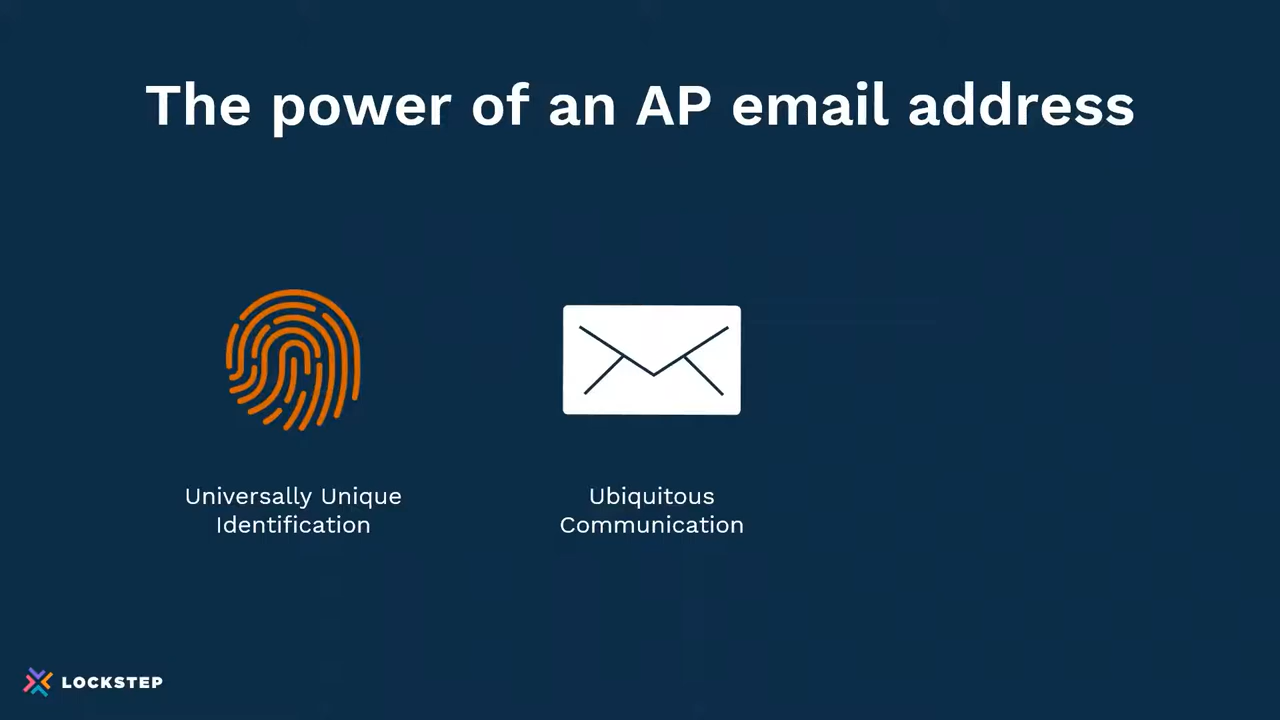 The power of an AP email address
Universally Unique
Identification
Ubiquitous
Communication
LOCKSTEP